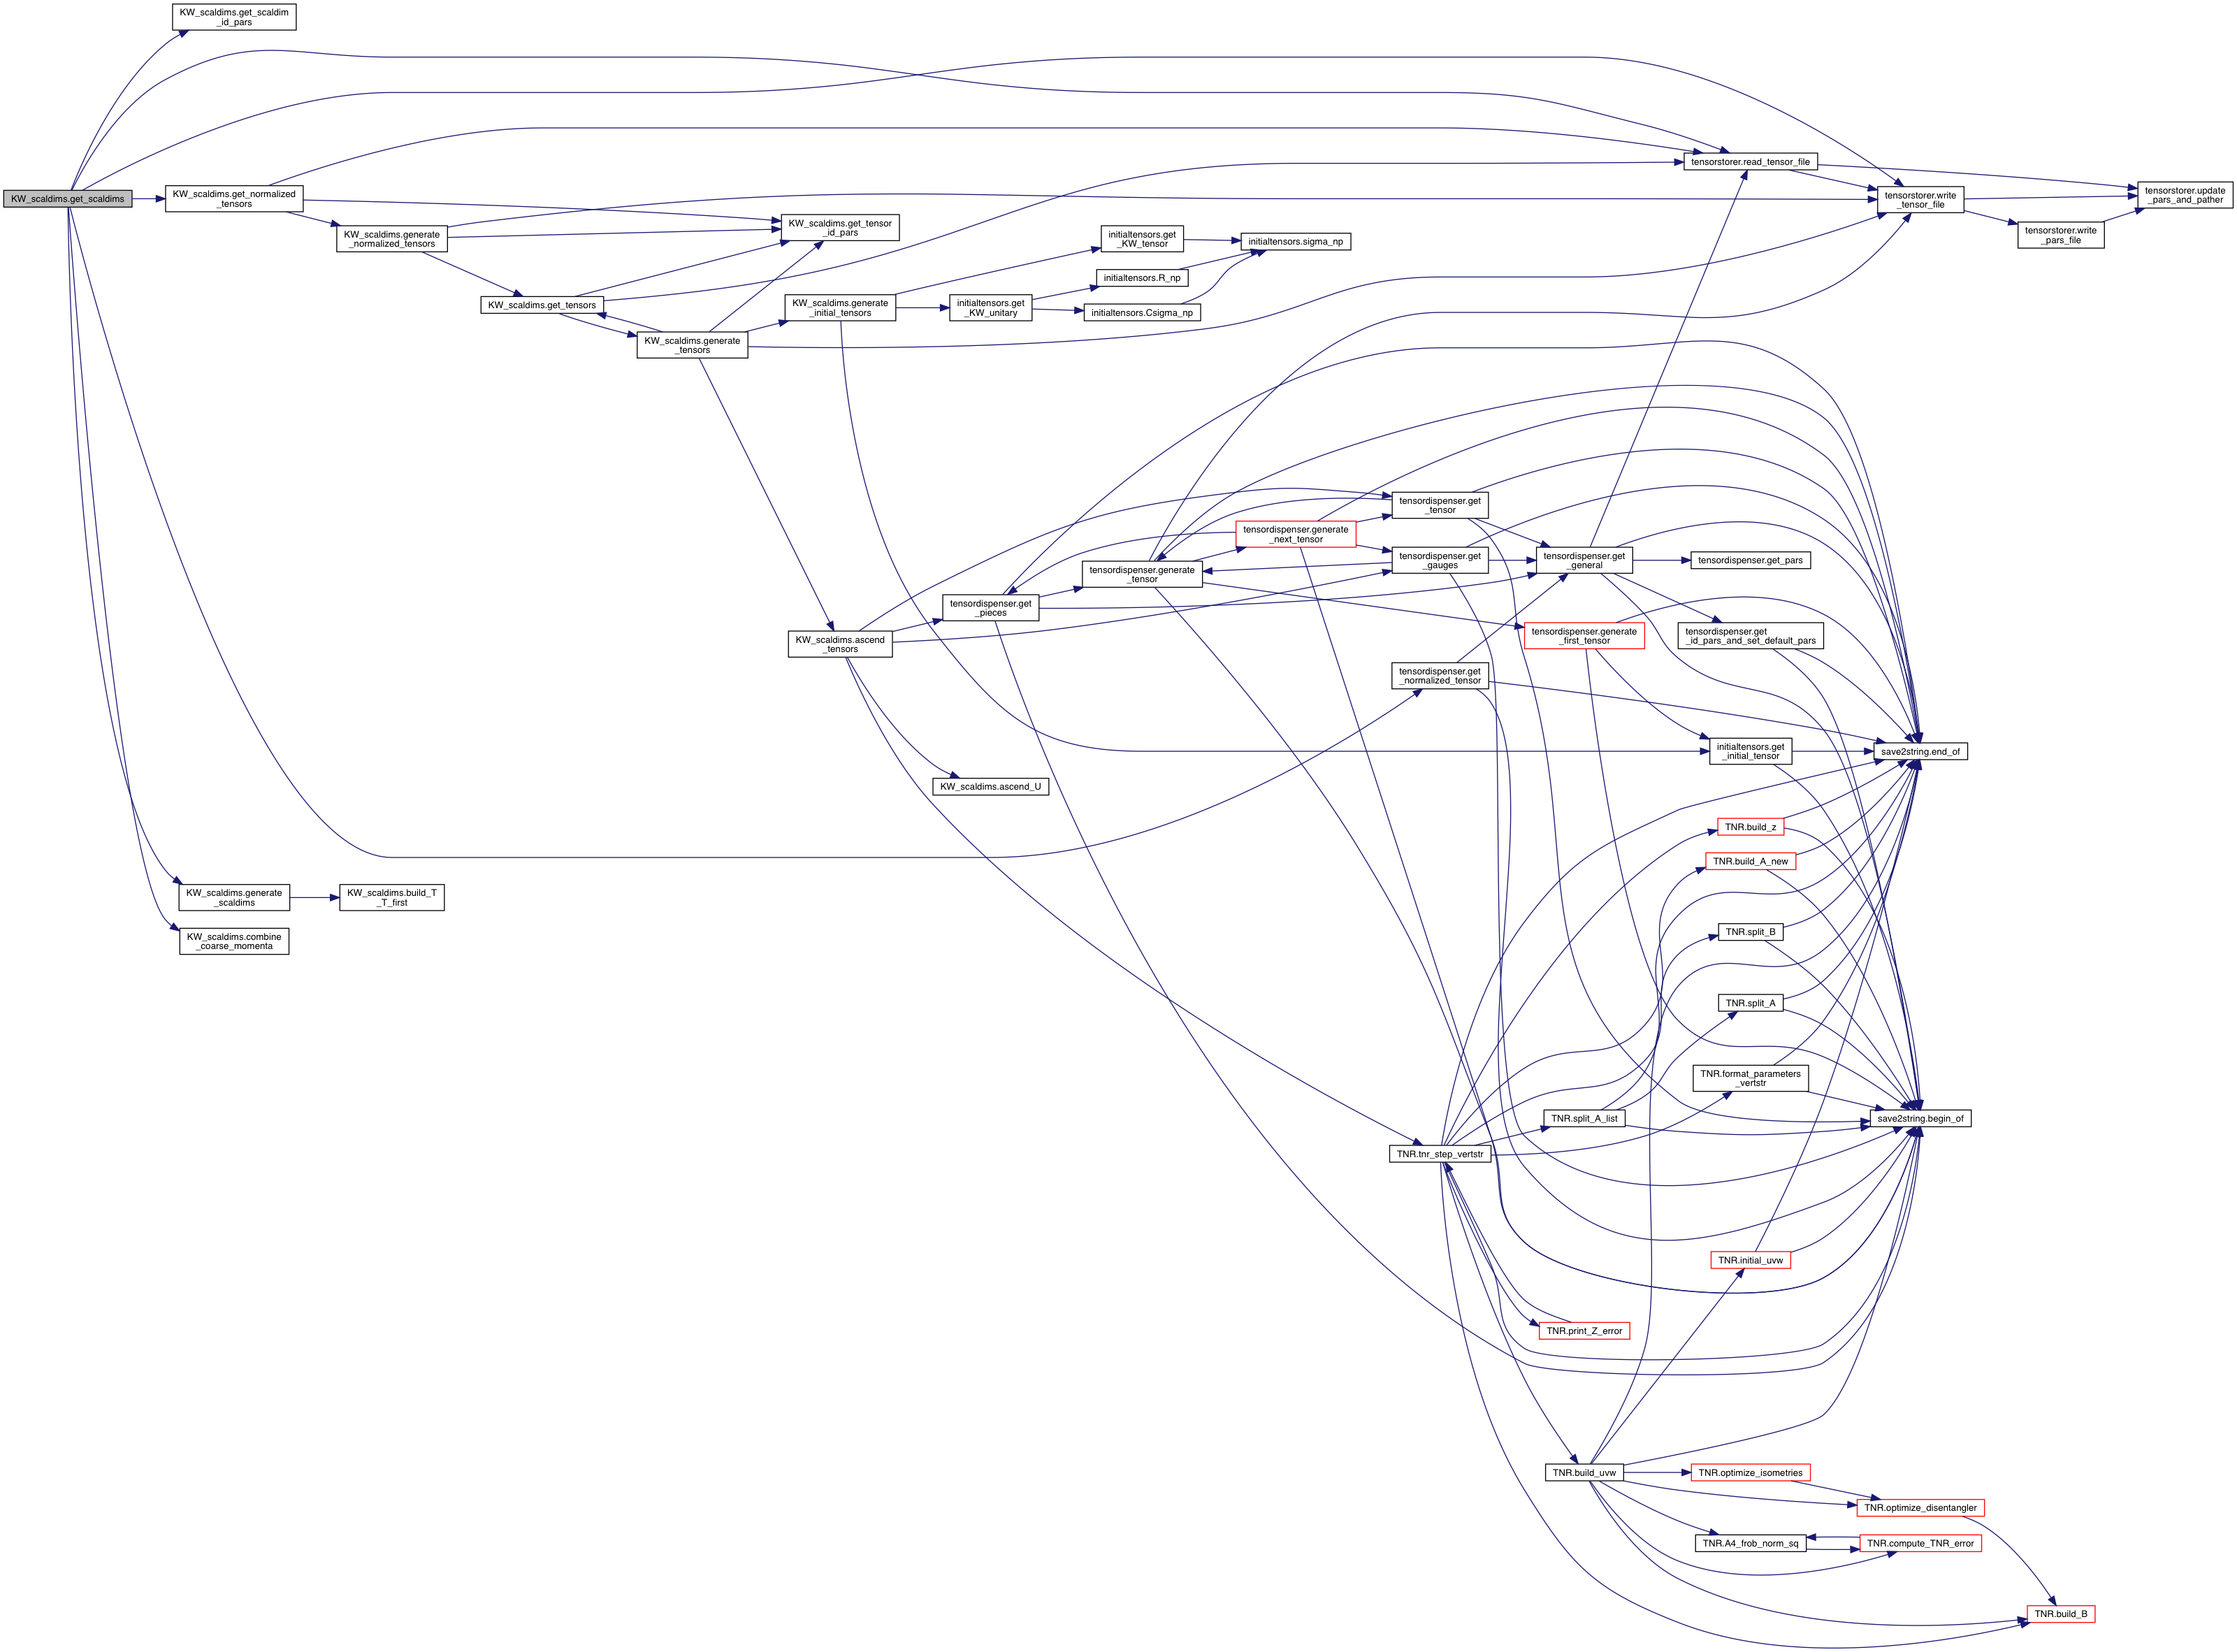 KW_scaldims.get_scaldim
_id_pars
tensorstorer.read_tensor_file
KW_scaldims.get_scaldims
KW_scaldims.get_normalized
_tensors
tensorstorer.write
_tensor_file
tensorstorer.update
_pars_and_pather
KW_scaldims.get_tensor
_id_pars
KW_scaldims.generate
_normalized_tensors
initialtensors.get
_KW_tensor
initialtensors.sigma_np
tensorstorer.write
_pars_file
initialtensors.R_np
KW_scaldims.get_tensors
KW_scaldims.generate
_initial_tensors
initialtensors.get
_KW_unitary
initialtensors.Csigma_np
KW_scaldims.generate
_tensors
tensordispenser.get
_tensor
tensordispenser.generate
_next_tensor
tensordispenser.get
_gauges
tensordispenser.get
_general
tensordispenser.get_pars
tensordispenser.generate
_tensor
tensordispenser.get
_pieces
tensordispenser.generate
_first_tensor
tensordispenser.get
_id_pars_and_set_default_pars
KW_scaldims.ascend
_tensors
tensordispenser.get
_normalized_tensor
initialtensors.get
_initial_tensor
save2string.end_of
KW_scaldims.ascend_U
TNR.build_z
TNR.build_A_new
KW_scaldims.generate
_scaldims
KW_scaldims.build_T
_T_first
TNR.split_B
KW_scaldims.combine
_coarse_momenta
TNR.split_A
TNR.format_parameters
_vertstr
TNR.split_A_list
save2string.begin_of
TNR.tnr_step_vertstr
TNR.initial_uvw
TNR.print_Z_error
TNR.build_uvw
TNR.optimize_isometries
TNR.optimize_disentangler
TNR.A4_frob_norm_sq
TNR.compute_TNR_error
TNR.build_B